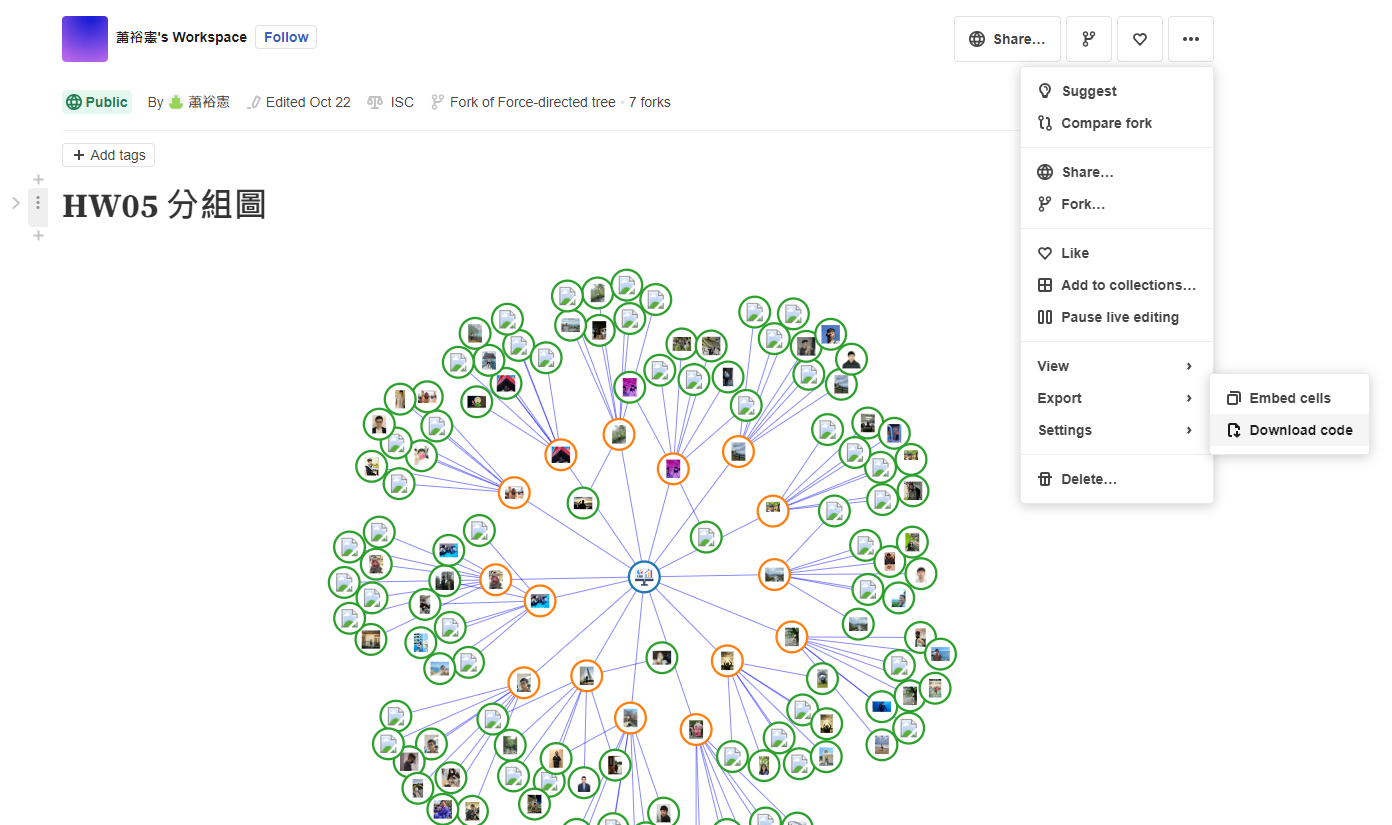 蕭裕憲's Workspace Follow
Share...
Public By 蕭裕憲 Edited Oct 22 ISC Fork of Force-directed tree 7 forks
Add tags
HW05 分組圖
Suggest
Compare fork
Share...
Fork...
Like
Add to collections...
Pause live editing
View
Export
Settings
Delete...
Embed cells
Download code